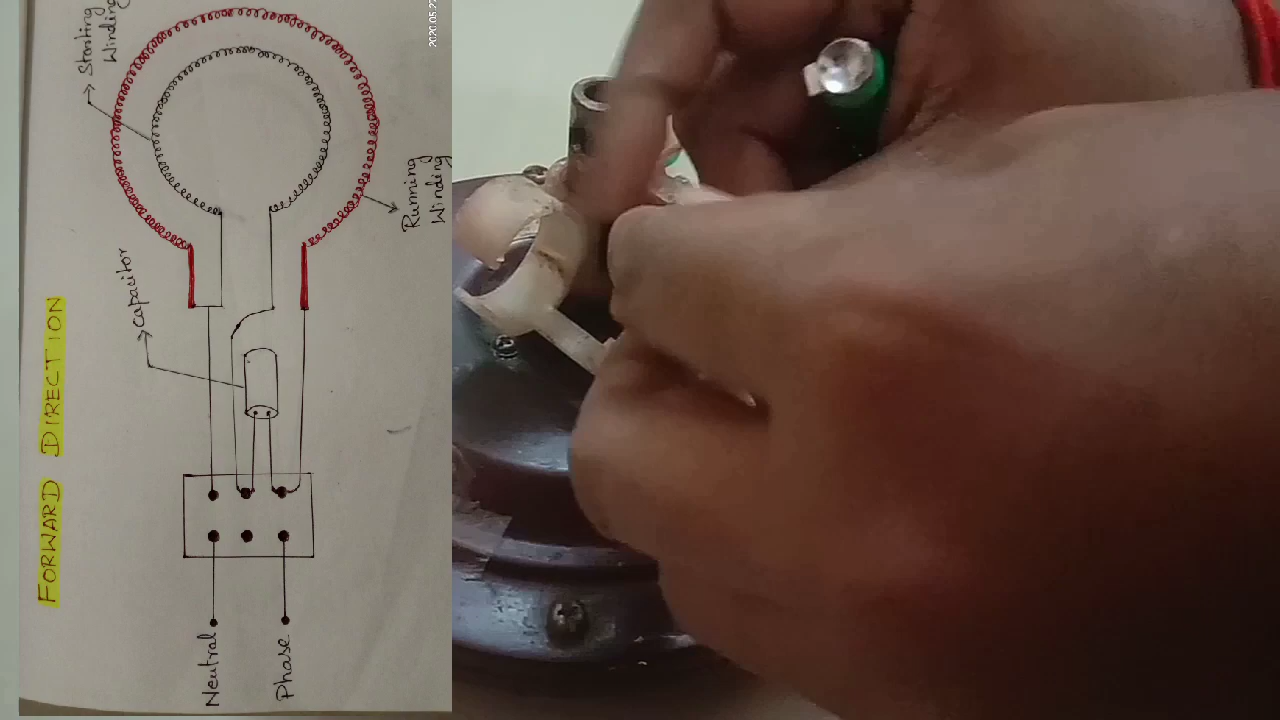 FORWARD DIRECTION
Starting
Winding
Capacitor
Running
Winding
Neutral
Phase